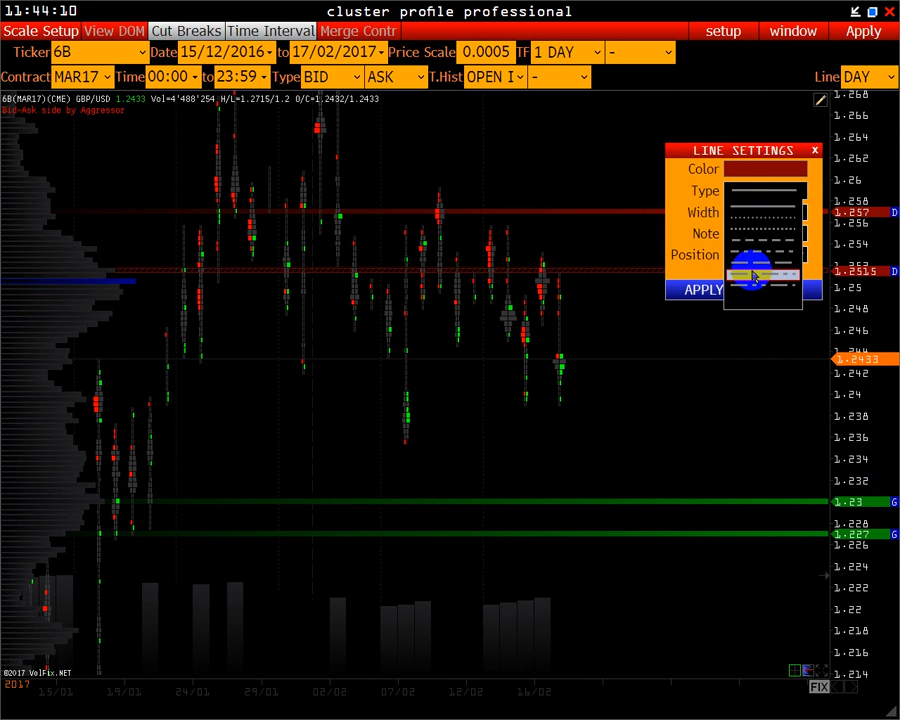 11:44:10 cluster profile professional
Scale Setup View DOM Cut Breaks Time Interval Merge Contr setup window Apply
Ticker 6B Date 15/12/2016 to 17/02/2017 Price Scale 0.0005 TF 1 DAY -
Contract MAR17 Time 00:00 to 23:59 Type BID ASK T.Hist OPEN I - Line DAY
6B(MAR17)(CME) GBP/USD 1.2433 Vol=4'488'254 H/L=1.2715/1.2 O/C=1.2432/1.2433
Bid-Ask side by Aggressor
1.268
1.266
1.264
1.262
1.26
1.258
1.257 D
1.256
1.254
1.2515 D
1.25
1.248
1.246
1.2433
1.242
1.24
1.238
1.236
1.234
1.232
1.23 G
1.228
1.227 G
1.226
1.224
1.222
1.22
1.218
1.216
1.214
LINE SETTINGS x
Color
Type
Width
Note
Position
APPLY
©2017 VolFix.NET
2017
15/01 19/01 24/01 29/01 02/02 07/02 12/02 16/02
FIX